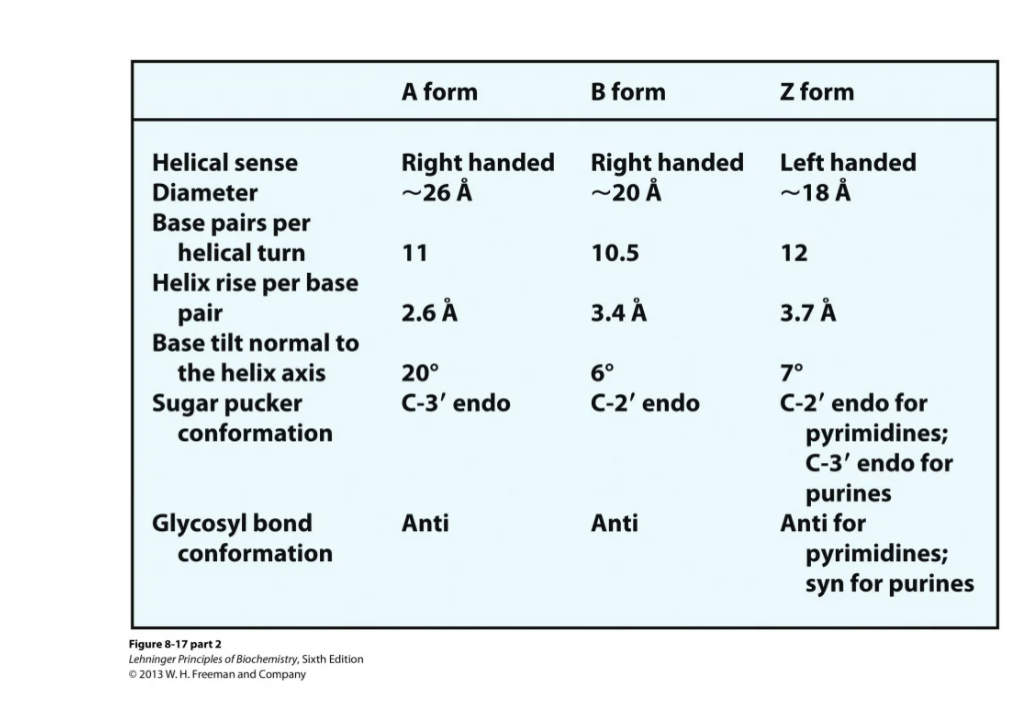 A form B form Z form
Helical sense Right handed Right handed Left handed
Diameter ~26 Å ~20 Å ~18 Å
Base pairs per
helical turn 11 10.5 12
Helix rise per base
pair 2.6 Å 3.4 Å 3.7 Å
Base tilt normal to
the helix axis 20° 6° 7°
Sugar pucker C-3′ endo C-2′ endo C-2′ endo for
conformation pyrimidines;
C-3′ endo for
purines
Glycosyl bond Anti Anti Anti for
conformation pyrimidines;
syn for purines
Figure 8-17 part 2
Lehninger Principles of Biochemistry, Sixth Edition
© 2013 W. H. Freeman and Company